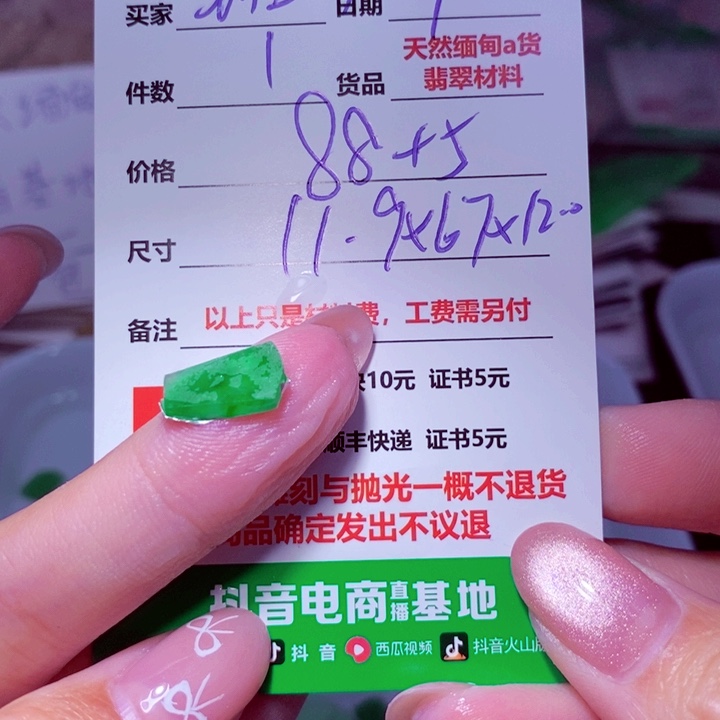 买家
日期
件数 1 货品 天然缅甸a货
翡翠材料
价格 88+5
尺寸 11.9x67x1200
备注 以上只是材料费，工费需另付
10元 证书5元
顺丰快递 证书5元
刻与抛光一概不退货
品确定发出不议退
抖音电商直播基地
抖音 西瓜视频 抖音火山版